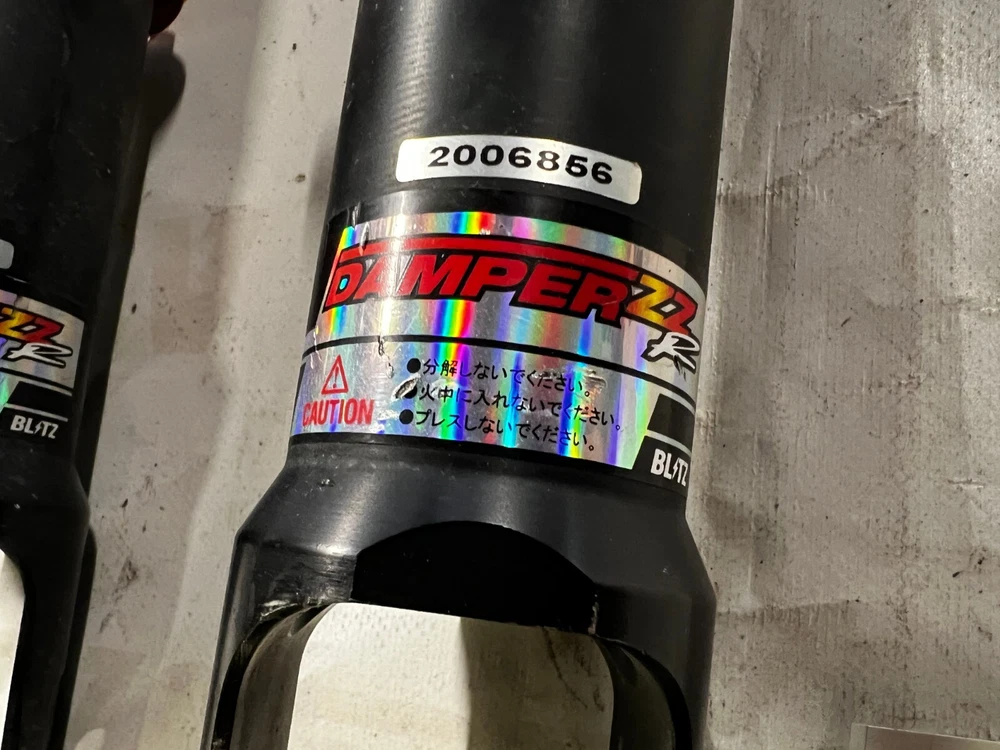 2006856
DAMPER ZZ
R
CAUTION
●分解しないでください。
●火中に入れないでください。
●プレスしないでください。
BLITZ
ZZ
R
BLITZ